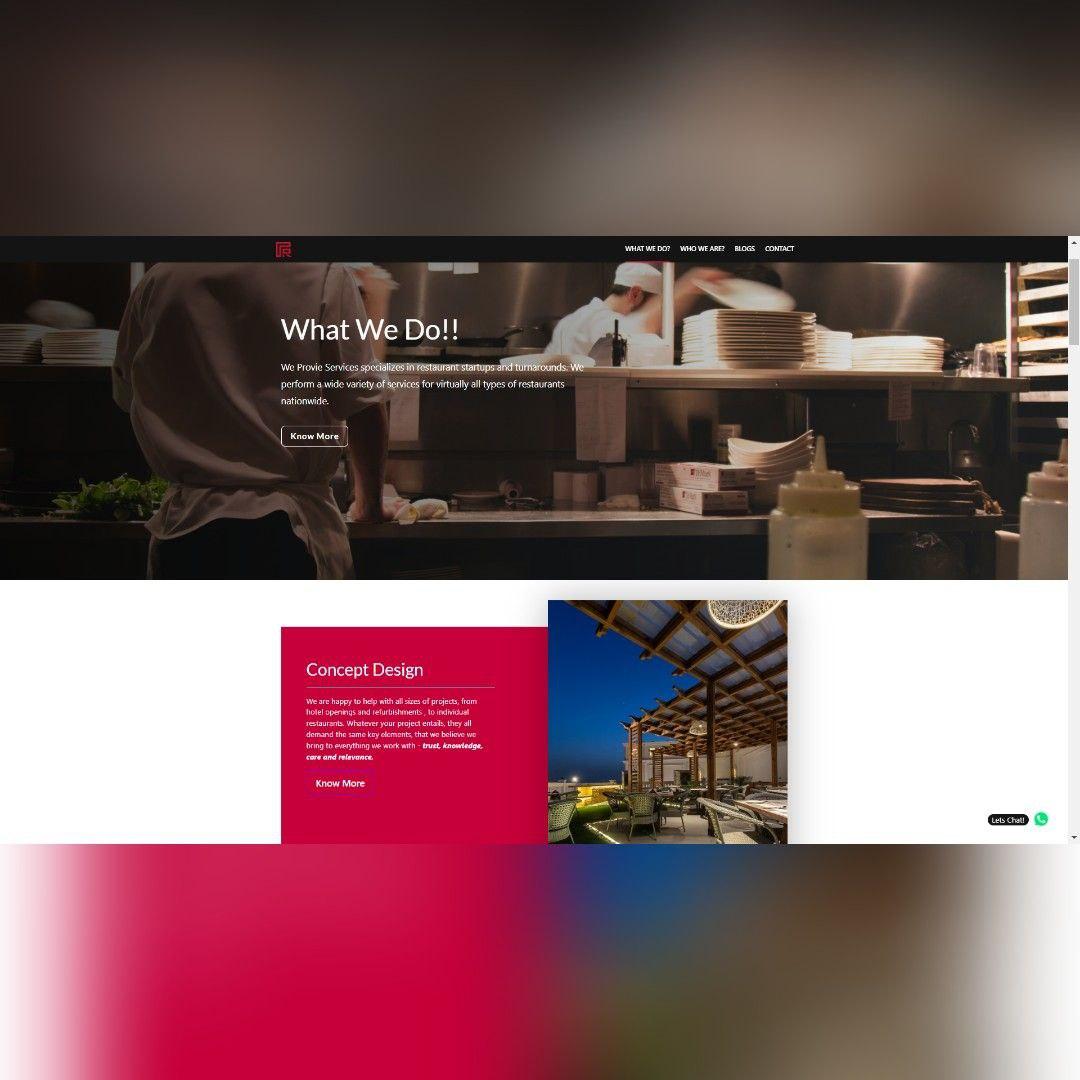 WHAT WE DO? WHO WE ARE? BLOGS CONTACT
What We Do!!
We Provie Services specializes in restaurant startups and turnarounds. We
perform a wide variety of services for virtually all types of restaurants
nationwide.
Know More
Concept Design
We are happy to help with all sizes of projects, from
hotel openings and refurbishments , to individual
restaurants. Whatever your project entails, they all
demand the same key elements, that we believe we
bring to everything we work with - trust, knowledge,
care and relevance.
Know More
Lets Chat!